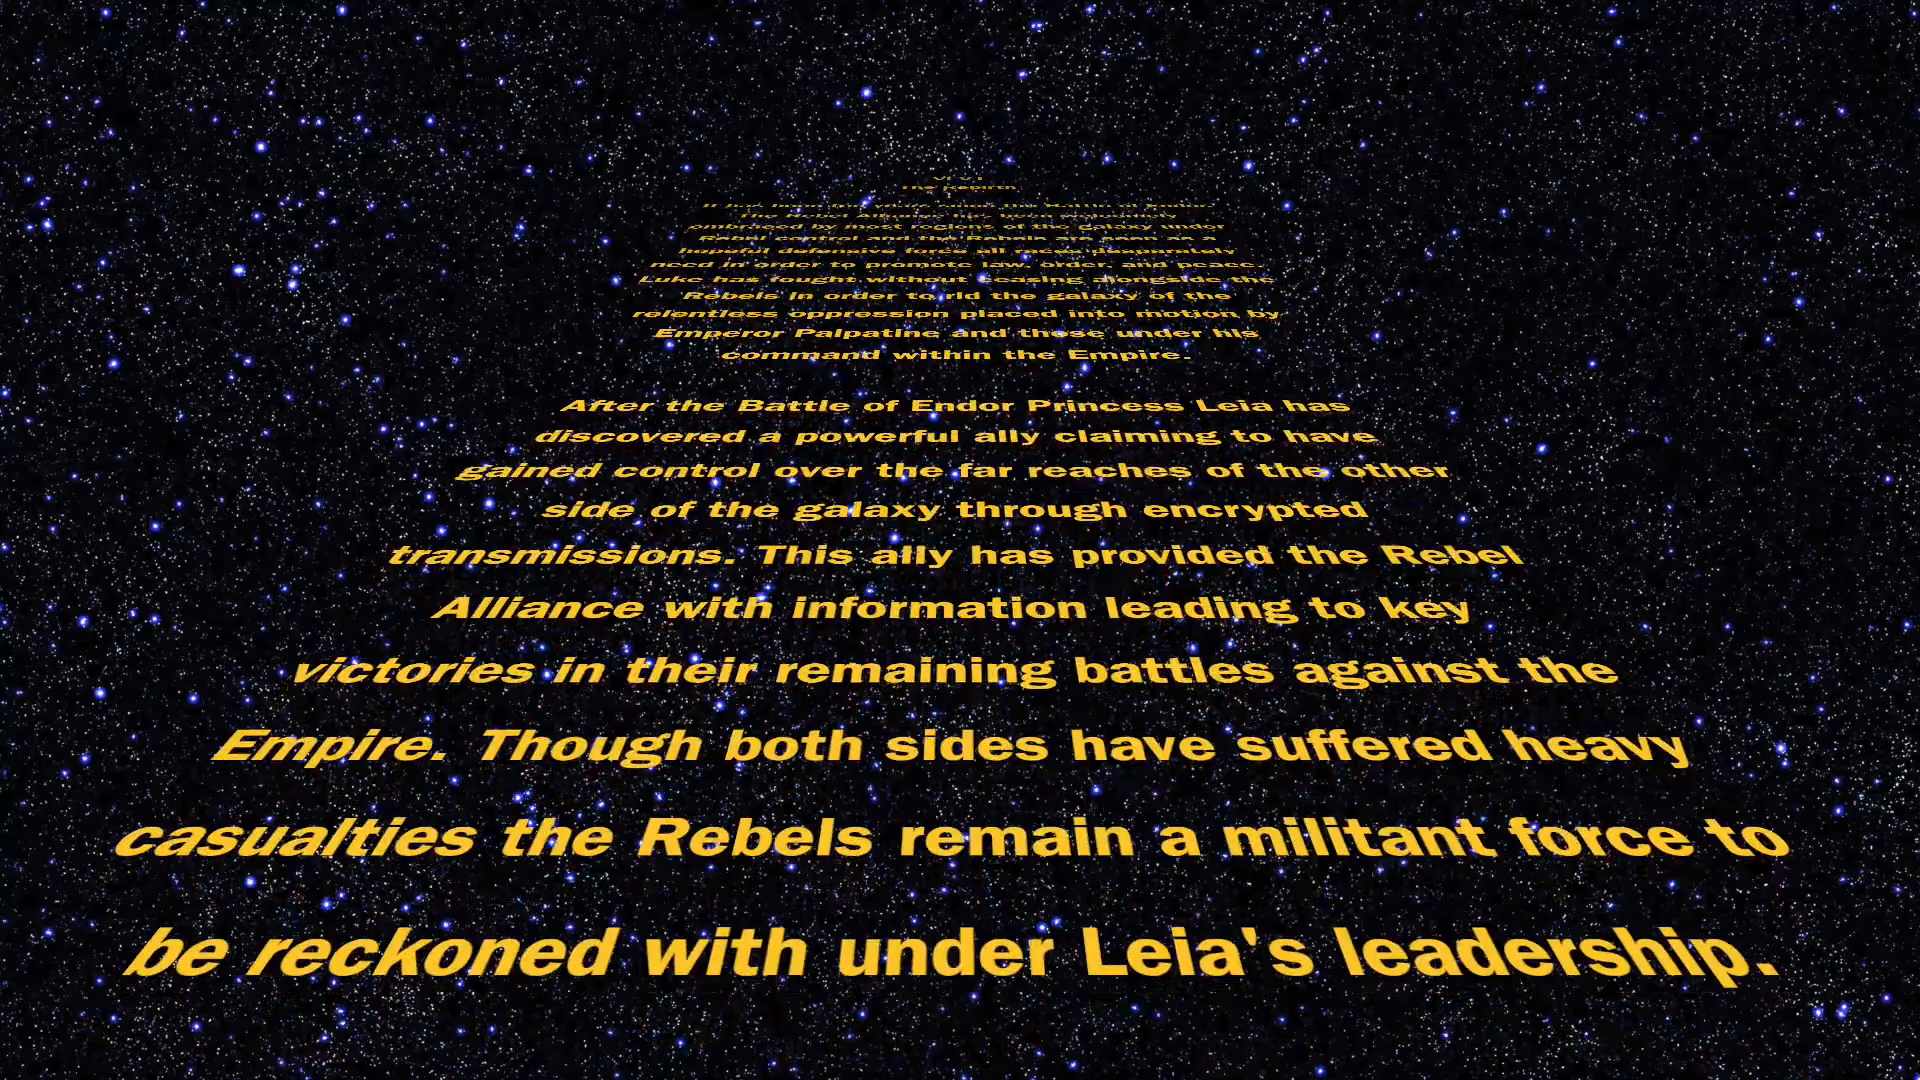 The Rebirth
It has been ten years since the Battle of Endor.
The Rebel Alliance has been
embraced by most regions of the galaxy under
Rebel control and the Rebels are seen as a
hopeful defensive force all races desperately
need in order to promote law, order, and peace.
Luke has fought without ceasing alongside the
Rebels in order to rid the galaxy of the
relentless oppression placed into motion by
Emperor Palpatine and those under his
command within the Empire.
After the Battle of Endor Princess Leia has
discovered a powerful ally claiming to have
gained control over the far reaches of the other
side of the galaxy through encrypted
transmissions. This ally has provided the Rebel
Alliance with information leading to key
victories in their remaining battles against the
Empire. Though both sides have suffered heavy
casualties the Rebels remain a militant force to
be reckoned with under Leia's leadership.